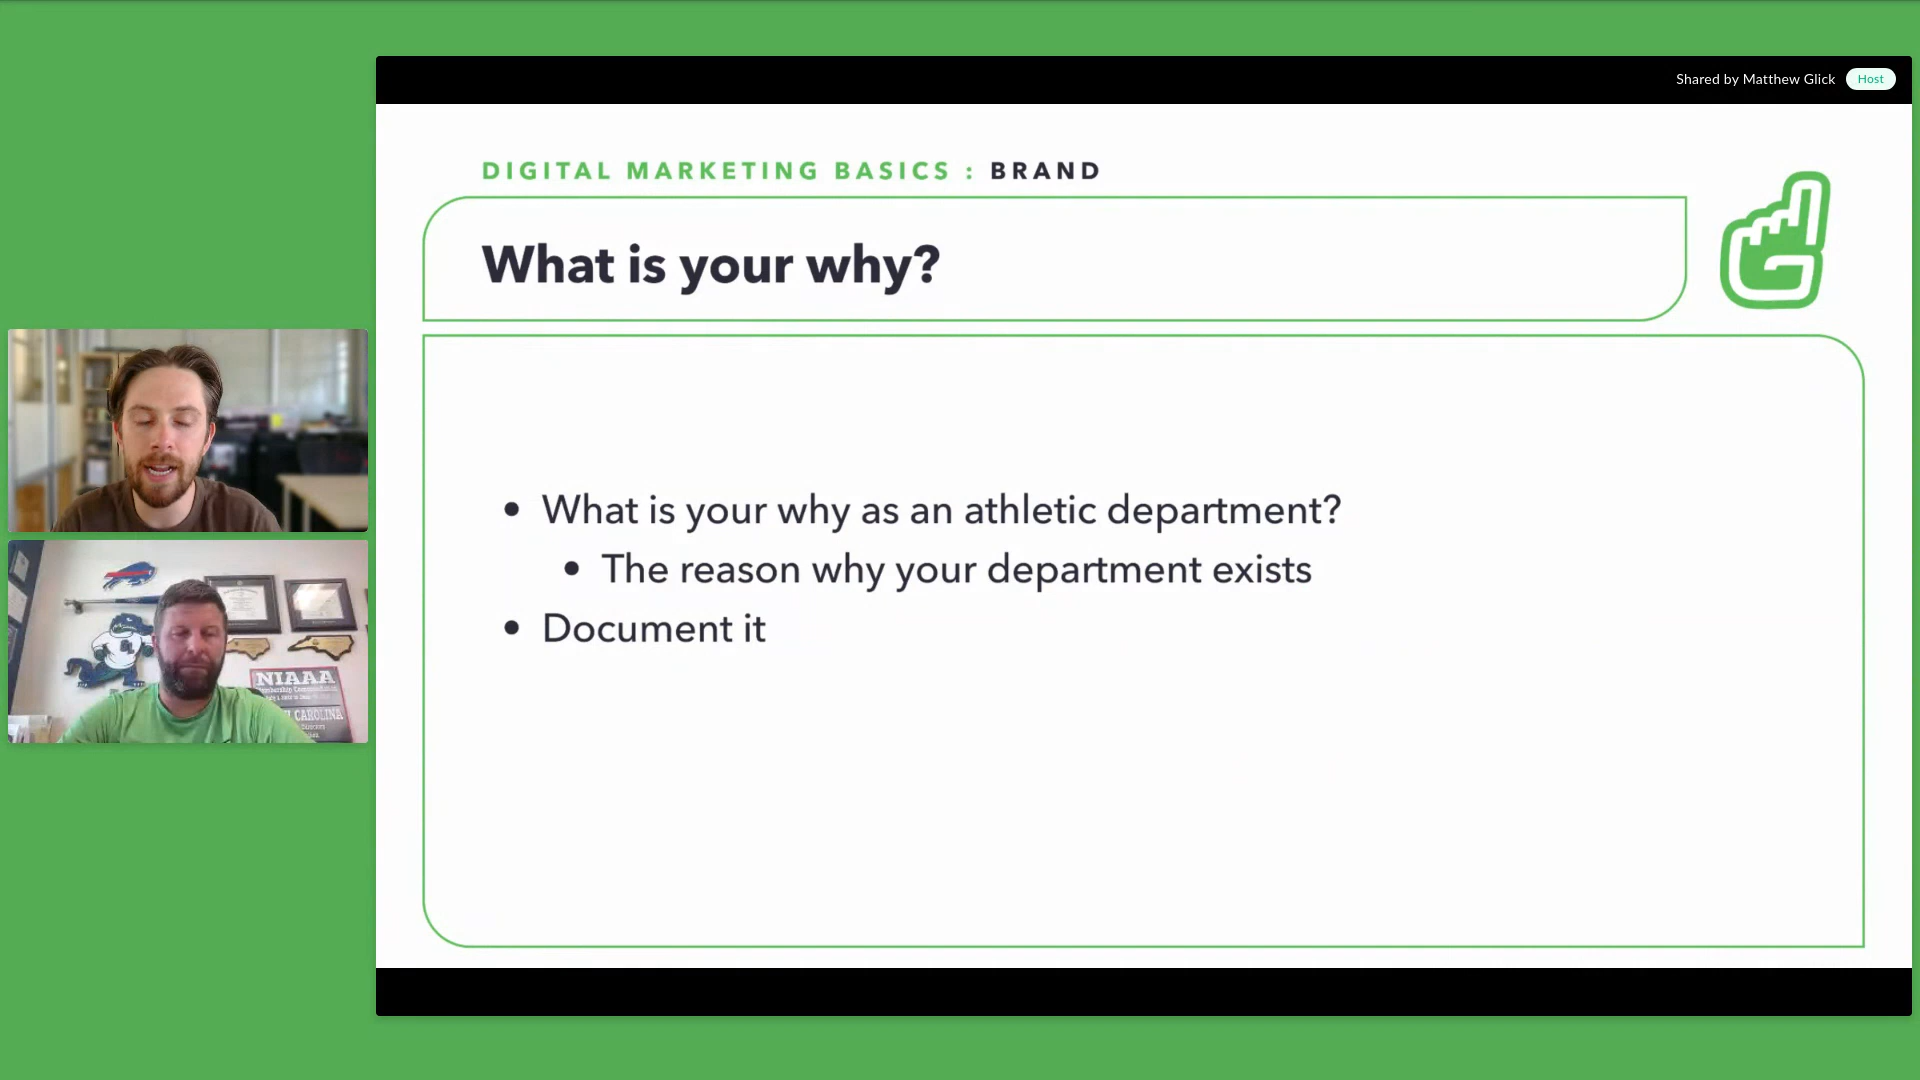 Shared by Matthew Glick
Host
DIGITAL MARKETING BASICS : BRAND
What is your why?
• What is your why as an athletic department?
• The reason why your department exists
• Document it
NIAAA
CAROLINA